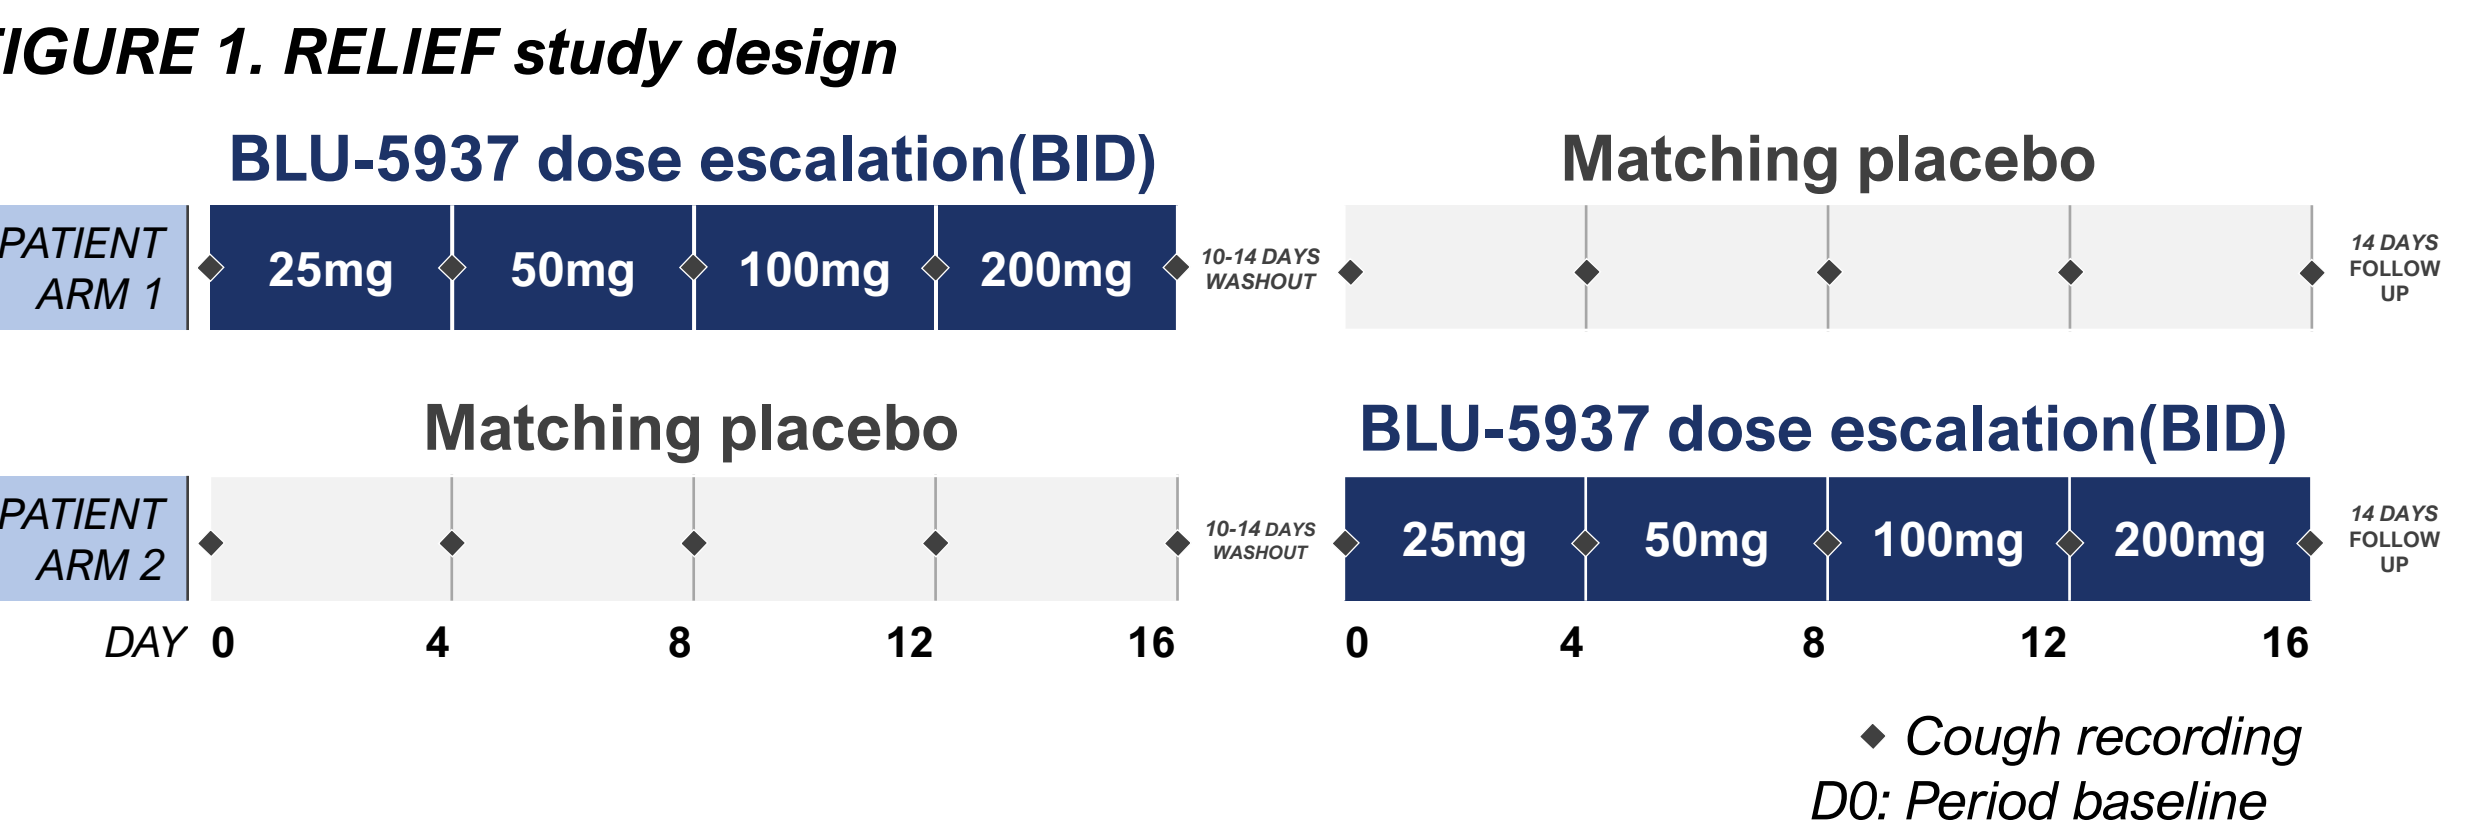 FIGURE 1. RELIEF study design
BLU-5937 dose escalation(BID)
Matching placebo
PATIENT
ARM 1
25mg
50mg
100mg
200mg
10-14 DAYS
WASHOUT
14 DAYS
FOLLOW
UP
Matching placebo
BLU-5937 dose escalation(BID)
PATIENT
ARM 2
10-14 DAYS
WASHOUT
25mg
50mg
100mg
200mg
14 DAYS
FOLLOW
UP
DAY 0 4 8 12 16 0 4 8 12 16
◆ Cough recording
D0: Period baseline